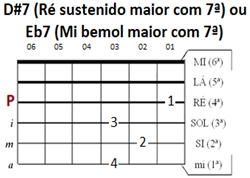 D#7 (Ré sustenido maior com 7ª) ou
Eb7 (Mi bemol maior com 7ª)
06 05 04 03 02 01
MI (6ª)
LÁ (5ª)
P 1 RÉ (4ª)
i 3 SOL (3ª)
m 2 SI (2ª)
a 4 mi (1ª)